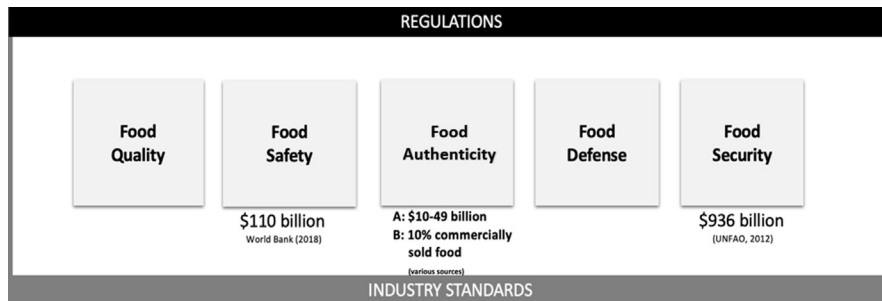 REGULATIONS
Food
Quality
Food
Safety
Food
Authenticity
Food
Defense
Food
Security
$110 billion
World Bank (2018)
A: $10-49 billion
B: 10% commercially
sold food
(various sources)
$936 billion
(UNFAO, 2012)
INDUSTRY STANDARDS